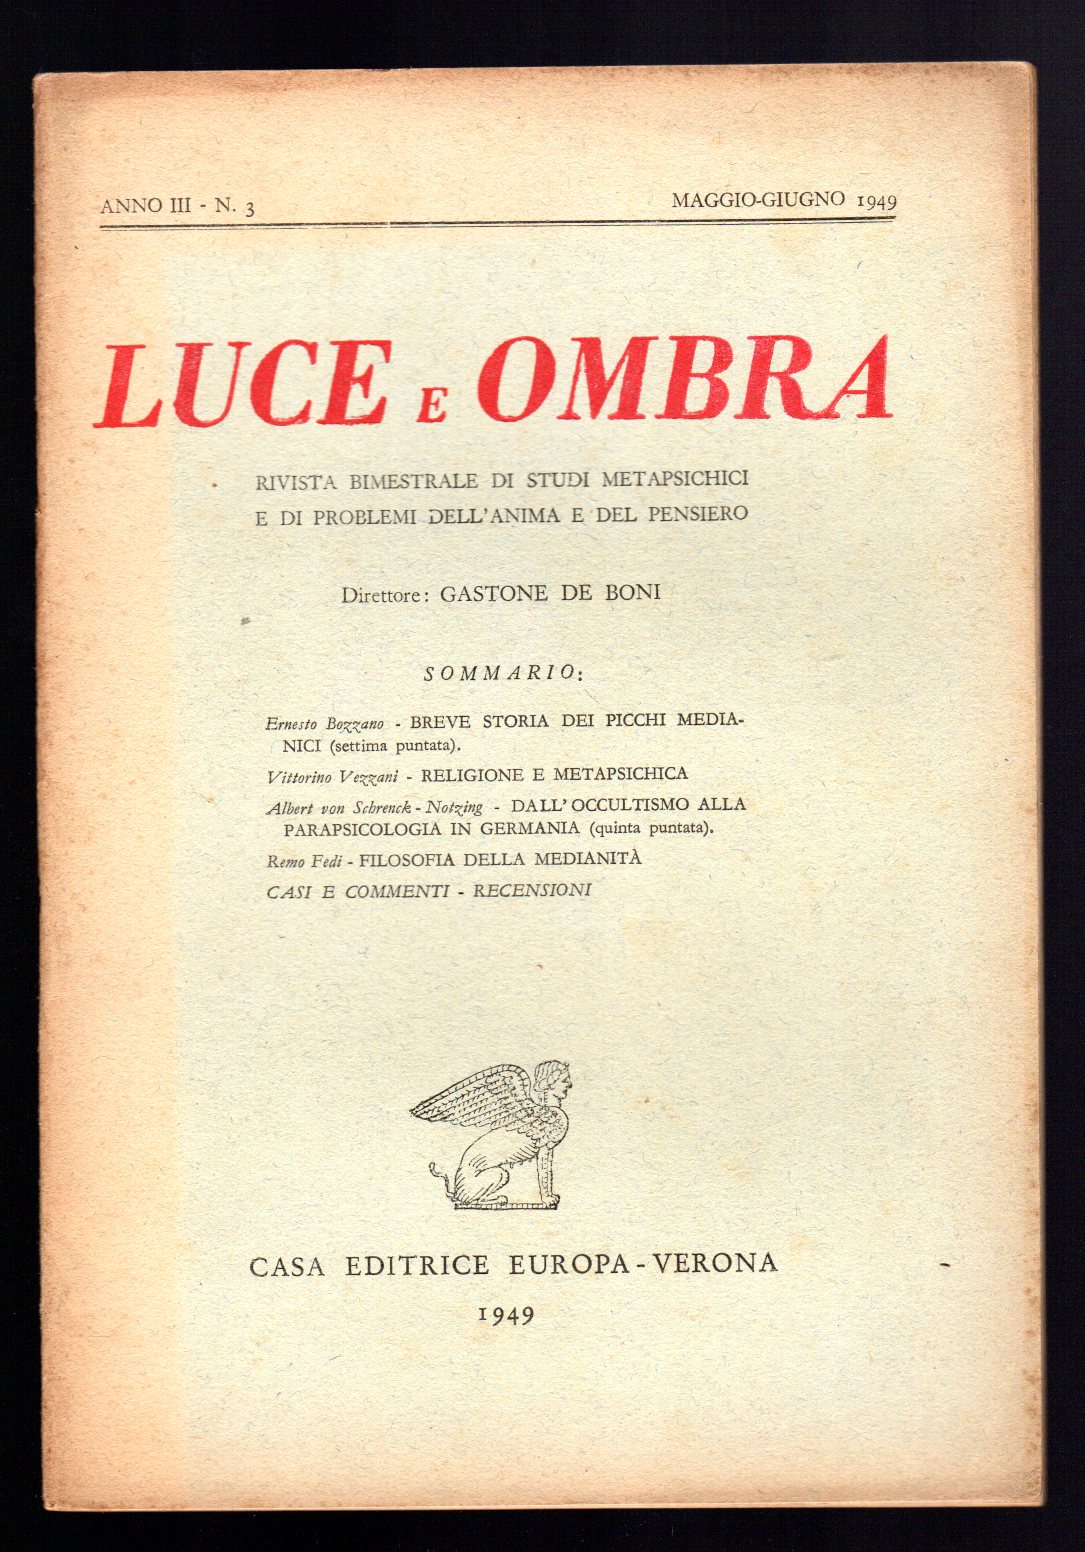 ANNO III - N. 3
MAGGIO-GIUGNO 1949
LUCE E OMBRA
RIVISTA BIMESTRALE DI STUDI METAPSICHICI
E DI PROBLEMI DELL'ANIMA E DEL PENSIERO
Direttore: GASTONE DE BONI
SOMMARIO:
Ernesto Bozzano - BREVE STORIA DEI PICCHI MEDIA-
NICI (settima puntata).
Vittorino Vezzani - RELIGIONE E METAPSICHICA
Albert von Schrenck-Notzing - DALL'OCCULTISMO ALLA
PARAPSICOLOGIA IN GERMANIA (quinta puntata).
Remo Fedi - FILOSOFIA DELLA MEDIANITÀ
CASI E COMMENTI - RECENSIONI
CASA EDITRICE EUROPA-VERONA
1949